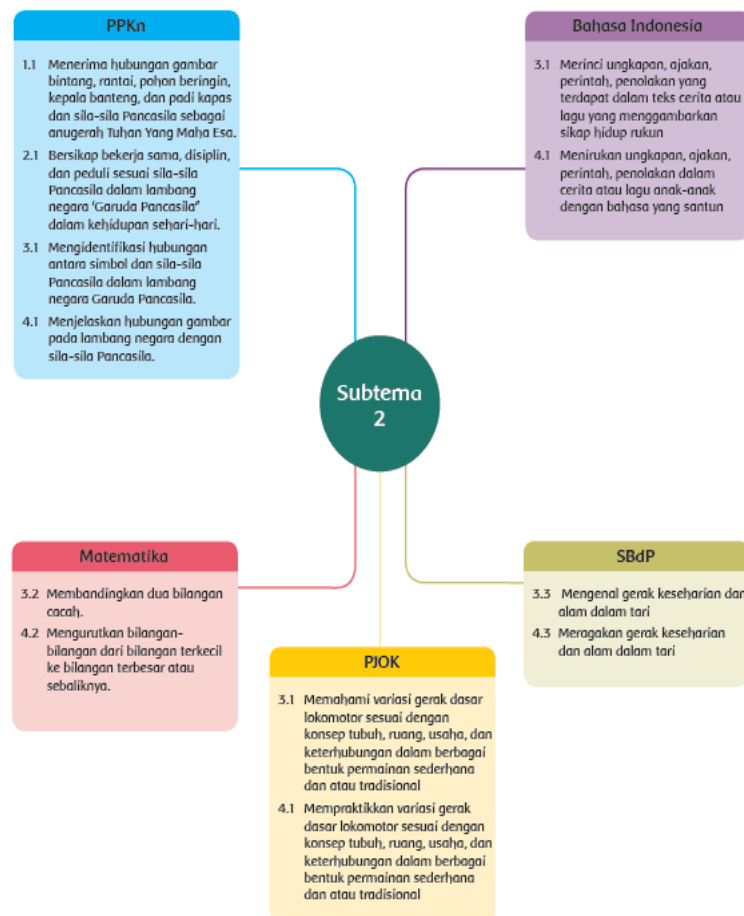 PPKn
1.1 Menerima hubungan gambar
bintang, rantai, pohon beringin,
kepala banteng, dan padi kapas
dan sila-sila Pancasila sebagai
anugerah Tuhan Yang Maha Esa.
2.1 Bersikap bekerja sama, disiplin,
dan peduli sesuai sila-sila
Pancasila dalam lambang
negara ‘Garuda Pancasila”
dalam kehidupan sehari-hari.
3.1 Mengidentifikasi hubungan
antara simbol dan sila-sila
Pancasila dalam lambang
negara Garuda Pancasila.
4.1 Menjelaskan hubungan gambar
pada lambang negara dengan
sila-sila Pancasila.
Bahasa Indonesia
3.1 Merinci ungkapan, ajakan,
perintah, penolakan yang
terdapat dalam teks cerita atau
lagu yang menggambarkan
sikap hidup rukun
4.1 Menirukan ungkapan, ajakan,
perintah, penolakan dalam
cerita atau lagu anak-anak
dengan bahasa yang santun
Subtema
2
Matematika
3.2 Membandingkan dua bilangan
cacah.
4.2 Mengurutkan bilangan-
bilangan dari bilangan terkecil
ke bilangan terbesar atau
sebaliknya.
SBdP
3.3 Mengenal gerak keseharian dan
alam dalam tari
4.3 Meragakan gerak keseharian
dan alam dalam tari
PJOK
3.1 Memahami variasi gerak dasar
lokomotor sesuai dengan
konsep tubuh, ruang, usaha, dan
keterhubungan dalam berbagai
bentuk permainan sederhana
dan atau tradisional
4.1 Mempraktikkan variasi gerak
dasar lokomotor sesuai dengan
konsep tubuh, ruang, usaha, dan
keterhubungan dalam berbagai
bentuk permainan sederhana
dan atau tradisional